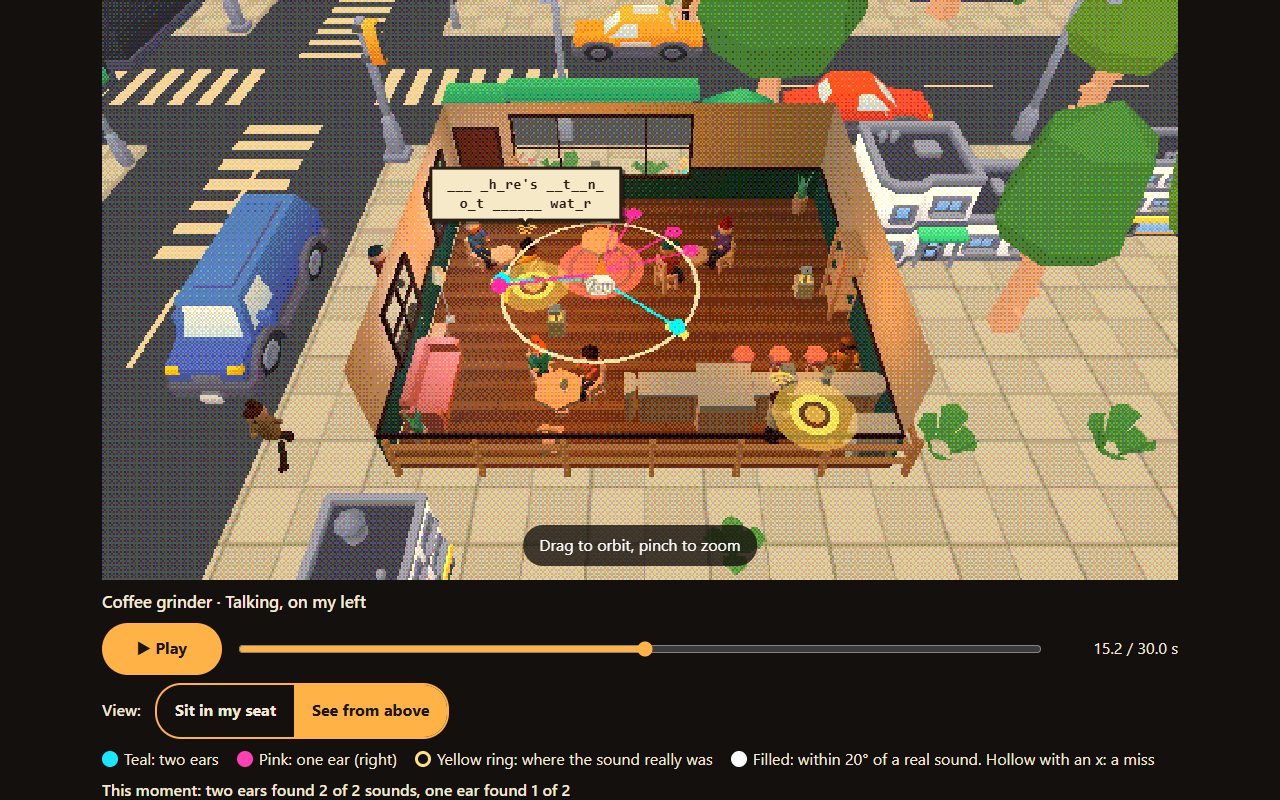 ___ _h_re's __t__n_
o_t ______ wat_r
Drag to orbit, pinch to zoom
Coffee grinder · Talking, on my left
▶ Play
15.2 / 30.0 s
View:
Sit in my seat
See from above
Teal: two ears
Pink: one ear (right)
Yellow ring: where the sound really was
Filled: within 20° of a real sound. Hollow with an x: a miss
This moment: two ears found 2 of 2 sounds, one ear found 1 of 2